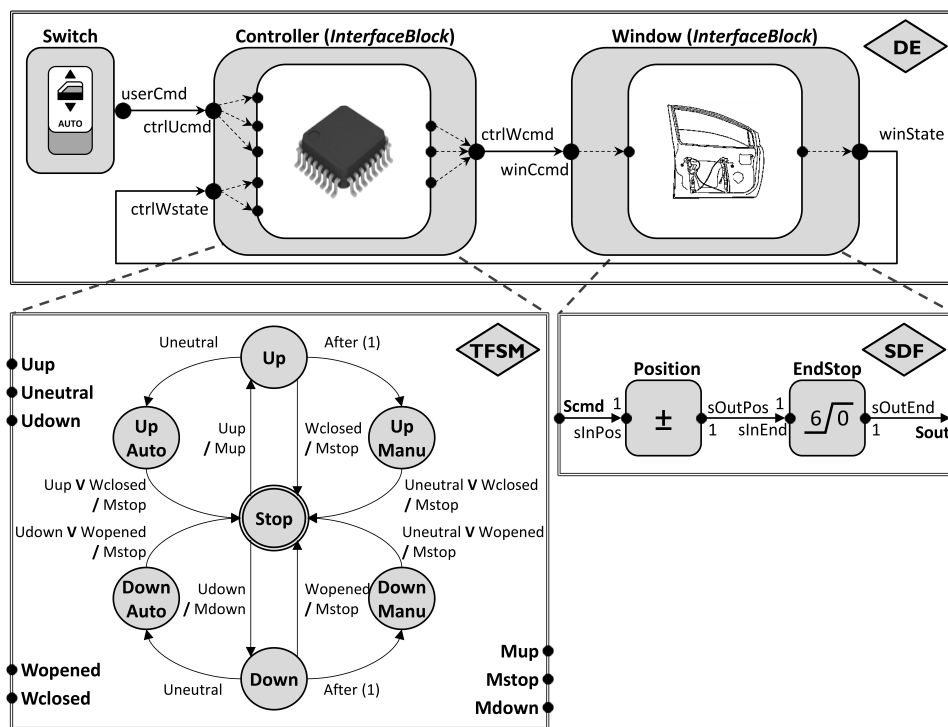 Switch
Controller (InterfaceBlock)
Window (InterfaceBlock)
DE
AUTO
userCmd
ctrlUcmd
ctrlWstate
ctrlWcmd
winCcmd
winState
TFSM
Uup
Uneutral
Udown
Uneutral
Up
After (1)
Up
Auto
Uup
/ Mup
Wclosed
/ Mstop
Up
Manu
Uup V Wclosed
/ Mstop
Uneutral V Wclosed
/ Mstop
Stop
Udown V Wopened
/ Mstop
Uneutral V Wopened
/ Mstop
Down
Auto
Udown
/ Mdown
Wopened
/ Mstop
Down
Manu
Uneutral
Down
After (1)
Wopened
Wclosed
Mup
Mstop
Mdown
SDF
Position
EndStop
Scmd
1
sInPos
±
sOutPos
1
1
sInEnd
6 0
sOutEnd
1
Sout